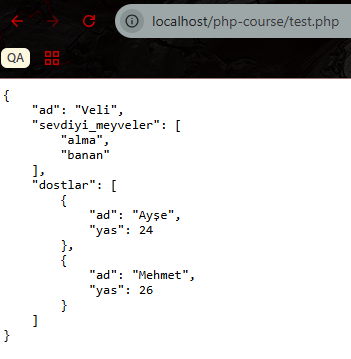 localhost/php-course/test.php
QA
{
    "ad": "Veli",
    "sevdiyi_meyveler": [
        "alma",
        "banan"
    ],
    "dostlar": [
        {
            "ad": "Ayşe",
            "yas": 24
        },
        {
            "ad": "Mehmet",
            "yas": 26
        }
    ]
}